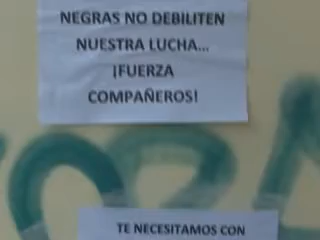 NEGRAS NO DEBILITEN
NUESTRA LUCHA...
¡FUERZA
COMPAÑEROS!
TE NECESITAMOS CON